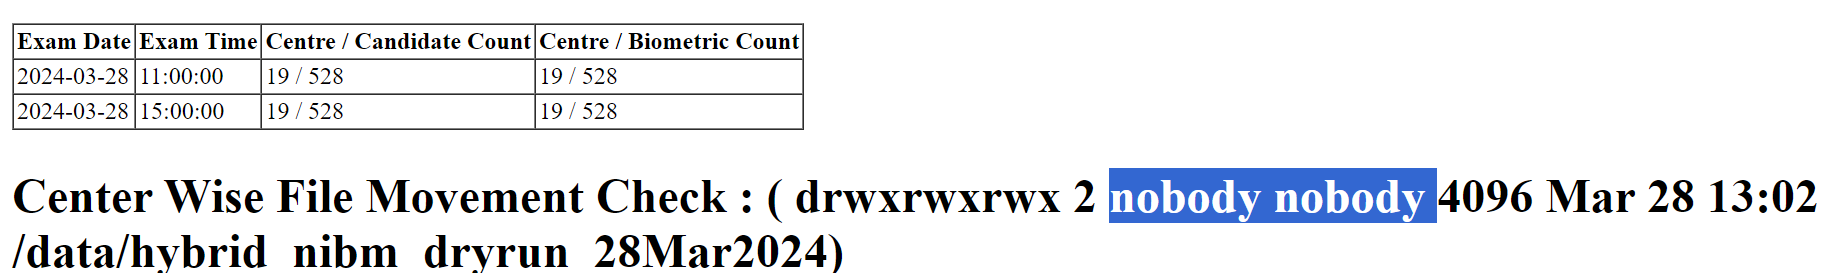 Exam Date Exam Time Centre / Candidate Count Centre / Biometric Count
2024-03-28 11:00:00 19 / 528 19 / 528
2024-03-28 15:00:00 19 / 528 19 / 528
Center Wise File Movement Check : ( drwxrwxrwx 2 nobody nobody 4096 Mar 28 13:02
/data/hybrid_nibm_dryrun_28Mar2024)